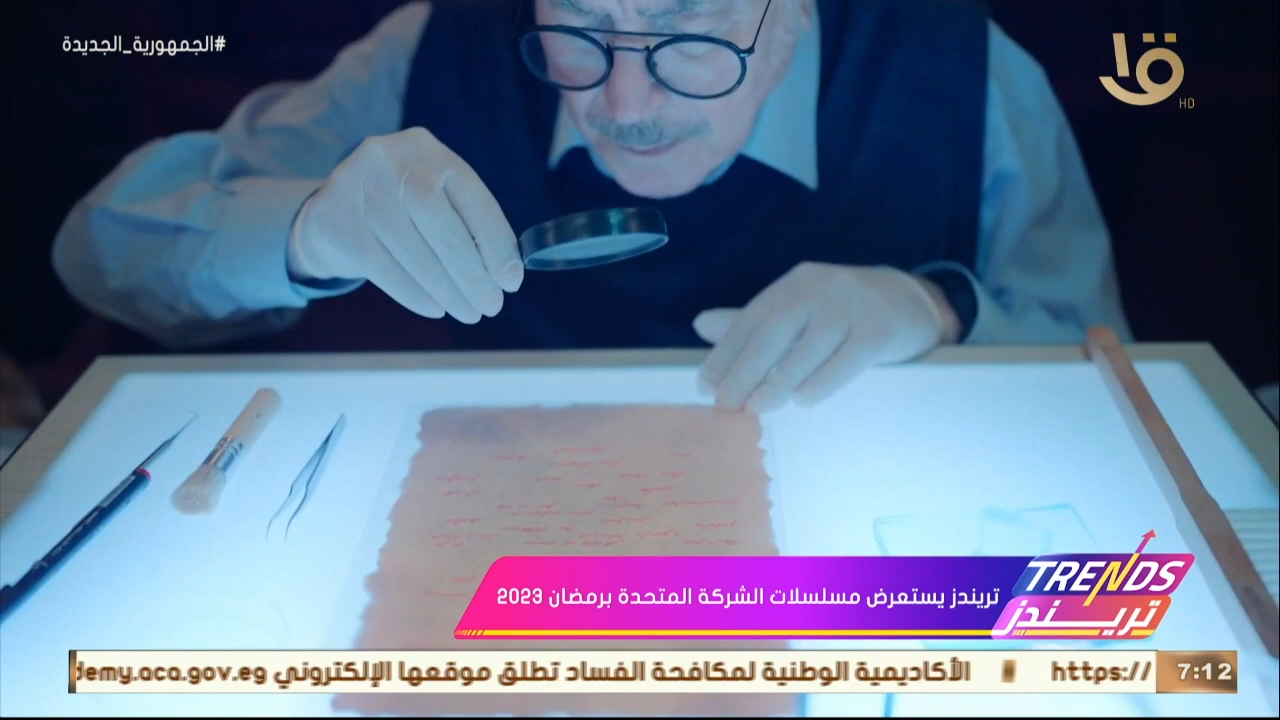 #الجمهورية_الجديدة
HD
TRENDS
تريندز
تريندز يستعرض مسلسلات الشركة المتحدة برمضان 2023
الأكاديمية الوطنية لمكافحة الفساد تطلق موقعها الإلكتروني demy.aca.gov.eg
https://
7:12